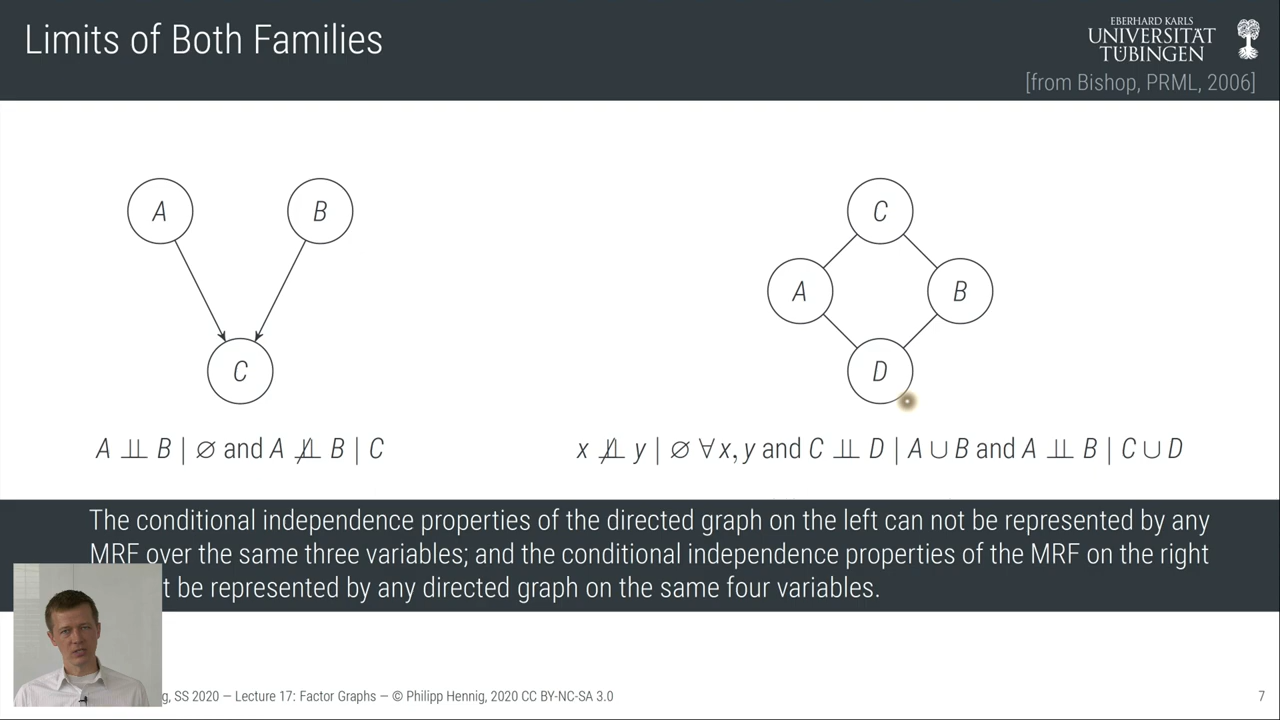 Limits of Both Families
EBERHARD KARLS
UNIVERSITÄT
TÜBINGEN
[from Bishop, PRML, 2006]
A
B
C
C
A
B
D
A ⫫ B | ∅ and A ⫫̸ B | C
x ⫫̸ y | ∅ ∀ x, y and C ⫫ D | A ∪ B and A ⫫ B | C ∪ D
The conditional independence properties of the directed graph on the left can not be represented by any
MRF over the same three variables; and the conditional independence properties of the MRF on the right
t be represented by any directed graph on the same four variables.
g, SS 2020 — Lecture 17: Factor Graphs — © Philipp Hennig, 2020 CC BY-NC-SA 3.0
7